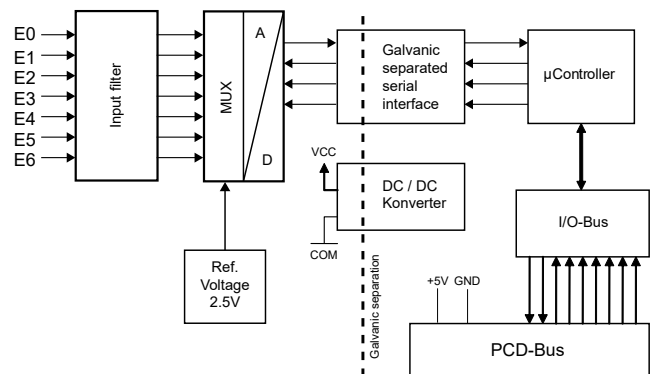 E0
E1
E2
E3
E4
E5
E6
Input filter
MUX
A
D
Galvanic
separated
serial
interface
µController
VCC
DC / DC
Konverter
COM
I/O-Bus
Ref.
Voltage
2.5V
Galvanic separation
+5V GND
PCD-Bus